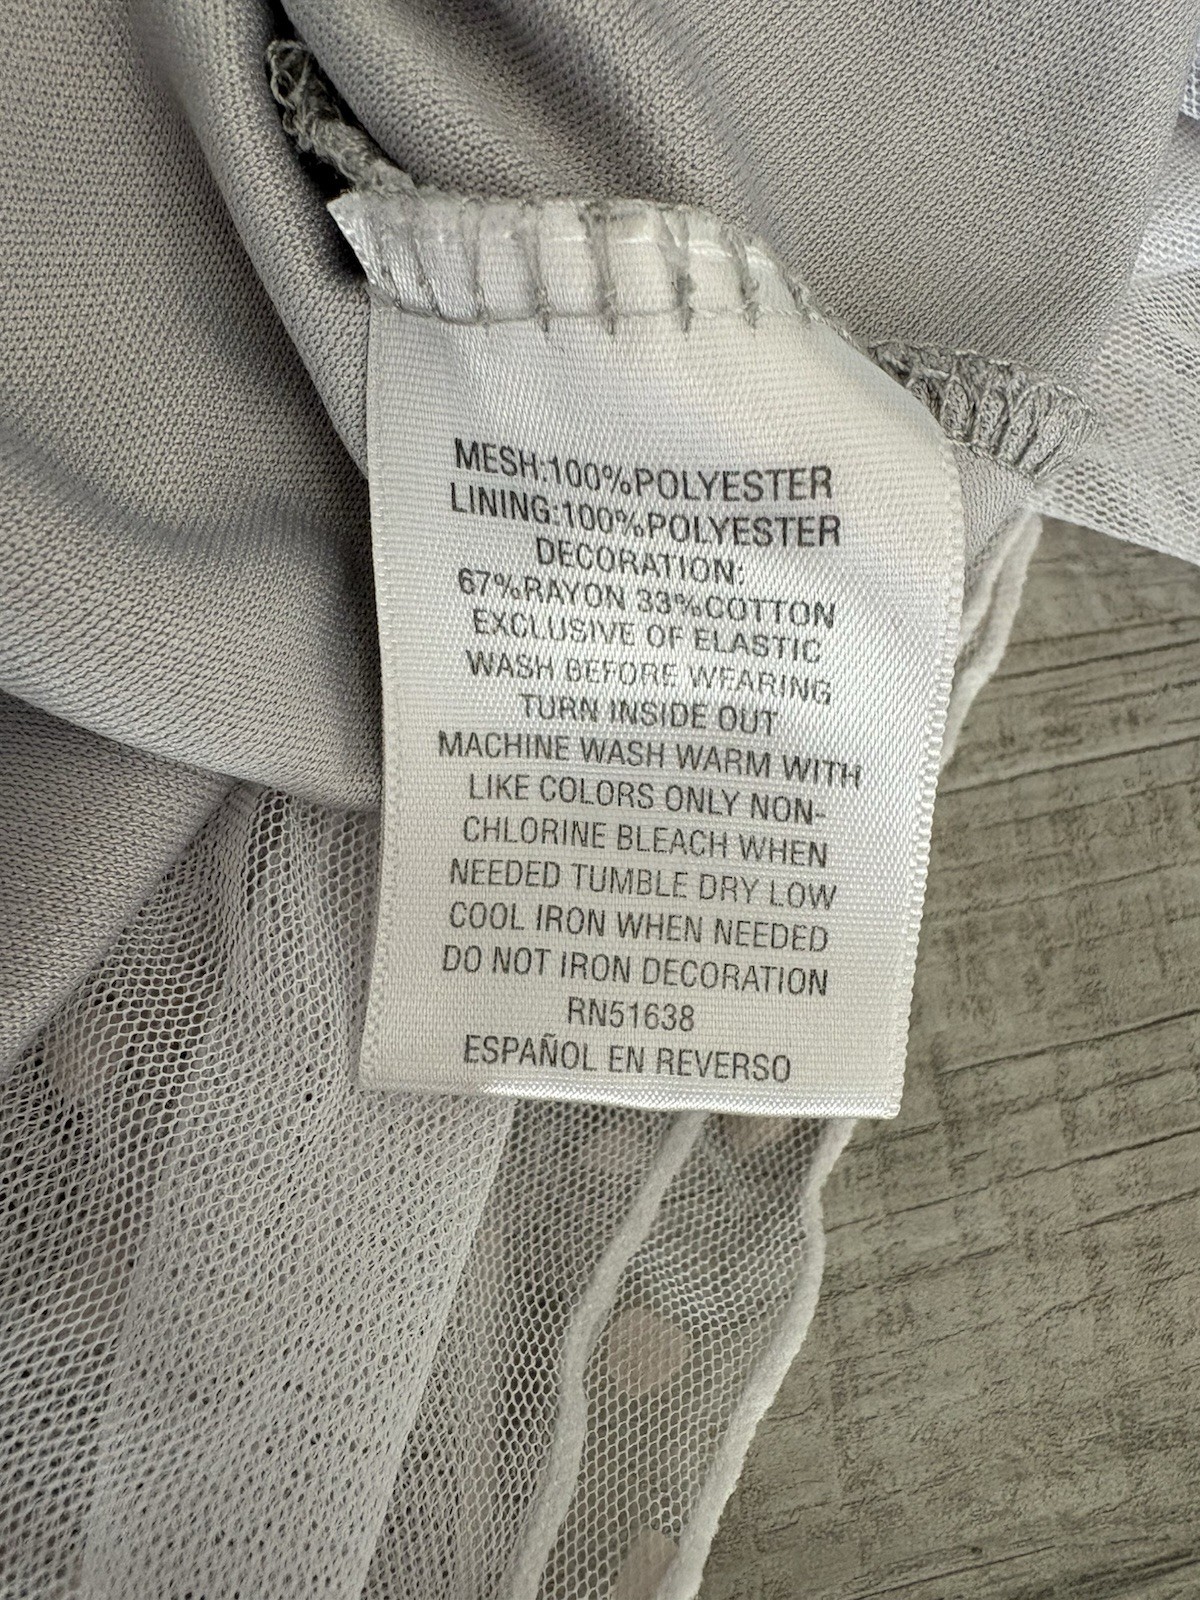 MESH:100%POLYESTER
LINING:100%POLYESTER
DECORATION:
67%RAYON 33%COTTON
EXCLUSIVE OF ELASTIC
WASH BEFORE WEARING
TURN INSIDE OUT
MACHINE WASH WARM WITH
LIKE COLORS ONLY NON-
CHLORINE BLEACH WHEN
NEEDED TUMBLE DRY LOW
COOL IRON WHEN NEEDED
DO NOT IRON DECORATION
RN51638
ESPAÑOL EN REVERSO